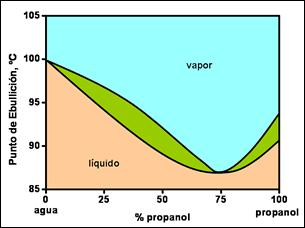 Punto de Ebullición, ºC
105
100
95
90
85
vapor
líquido
0 25 50 75 100
agua % propanol propanol